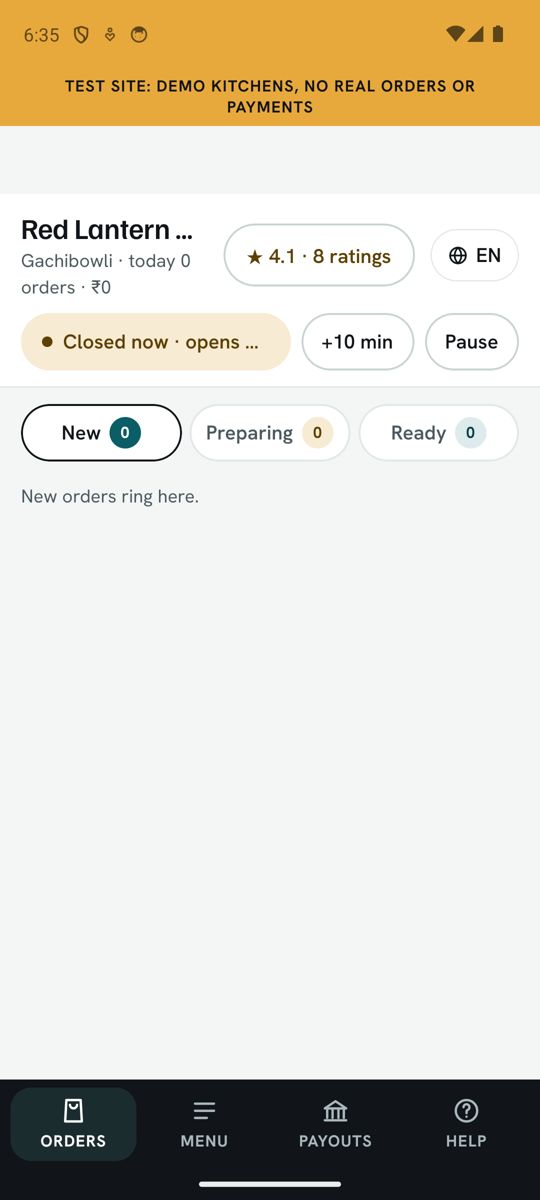 6:35
TEST SITE: DEMO KITCHENS, NO REAL ORDERS OR
PAYMENTS
Red Lantern ...
★ 4.1 · 8 ratings
EN
Gachibowli · today 0
orders · ₹0
Closed now · opens ...
+10 min
Pause
New 0
Preparing 0
Ready 0
New orders ring here.
ORDERS
MENU
PAYOUTS
HELP